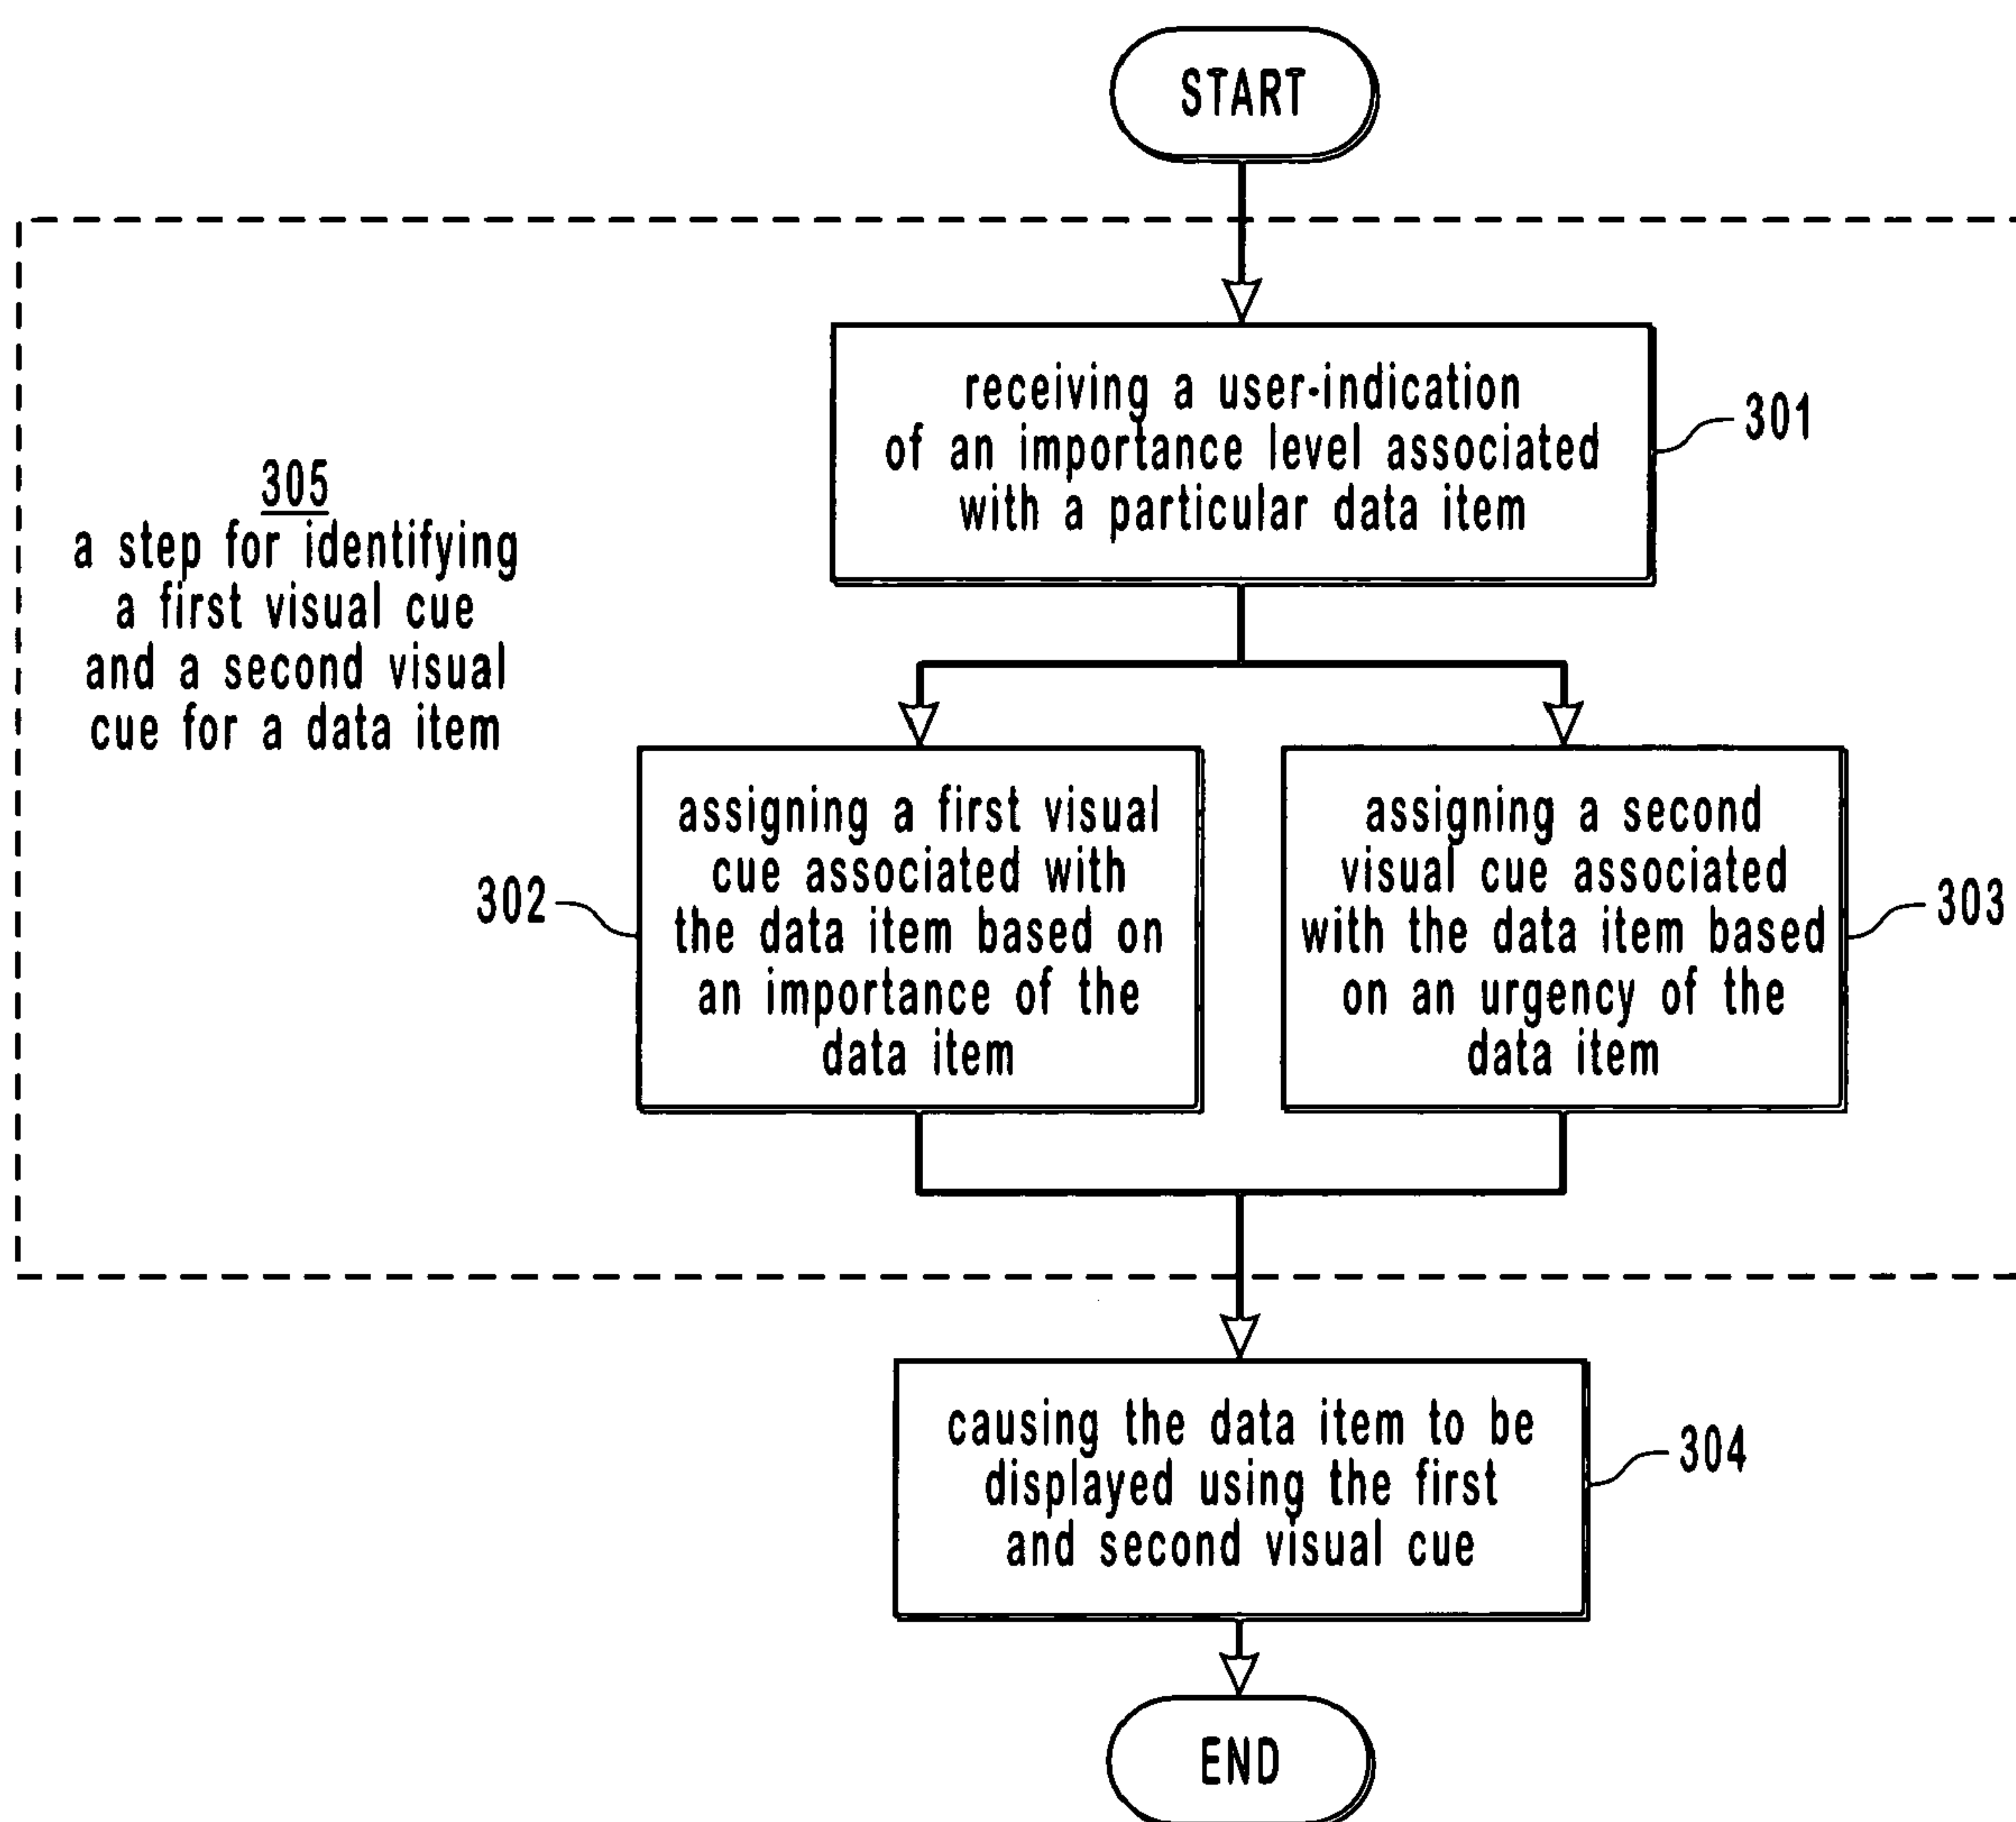 START
receiving a user-indication
of an importance level associated
with a particular data item
301
305
a step for identifying
a first visual cue
and a second visual
cue for a data item
assigning a first visual
cue associated with
the data item based on
an importance of the
data item
302
assigning a second
visual cue associated
with the data item based
on an urgency of the
data item
303
causing the data item to be
displayed using the first
and second visual cue
304
END